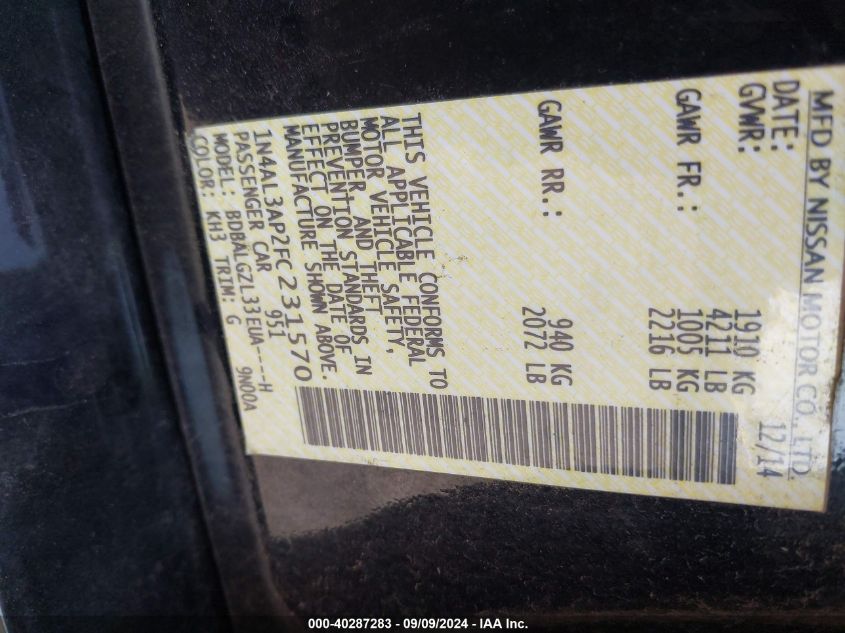 MFD BY NISSAN MOTOR CO., LTD.
DATE: 12/14
GVWR: 1910 KG
4211 LB
GAWR FR.: 1005 KG
2216 LB
GAWR RR.: 940 KG
2072 LB
THIS VEHICLE CONFORMS TO
ALL APPLICABLE FEDERAL
MOTOR VEHICLE SAFETY,
BUMPER, AND THEFT
PREVENTION STANDARDS IN
EFFECT ON THE DATE OF
MANUFACTURE SHOWN ABOVE.
1N4AL3AP2FC231570
PASSENGER CAR 951
MODEL: BDBALGZL33EUA----H
COLOR: KH3 TRIM: G 9N00A
000-40287283 - 09/09/2024 - IAA Inc.